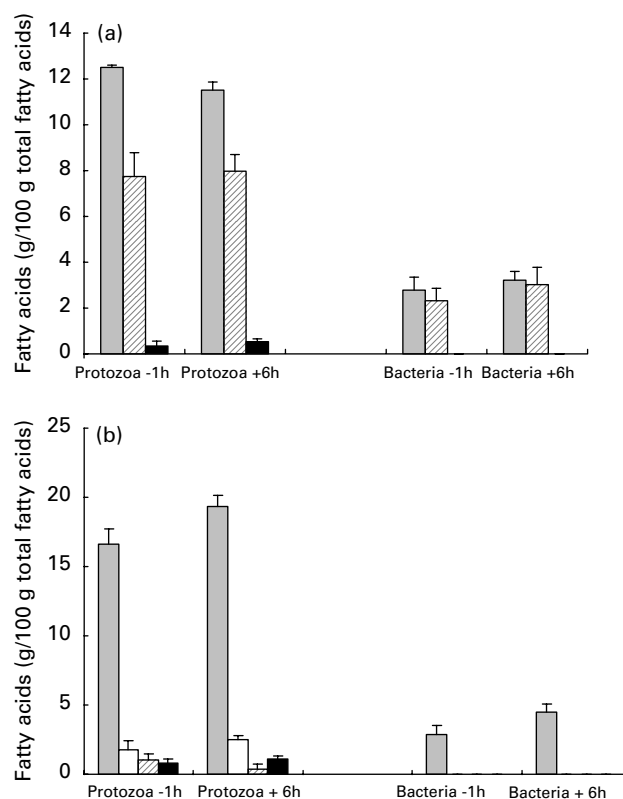 (a)
Fatty acids (g/100 g total fatty acids)
14
12
10
8
6
4
2
0
Protozoa -1h Protozoa +6h Bacteria -1h Bacteria +6h
(b)
Fatty acids (g/100 g total fatty acids)
25
20
15
10
5
0
Protozoa -1h Protozoa + 6h Bacteria -1h Bacteria + 6h